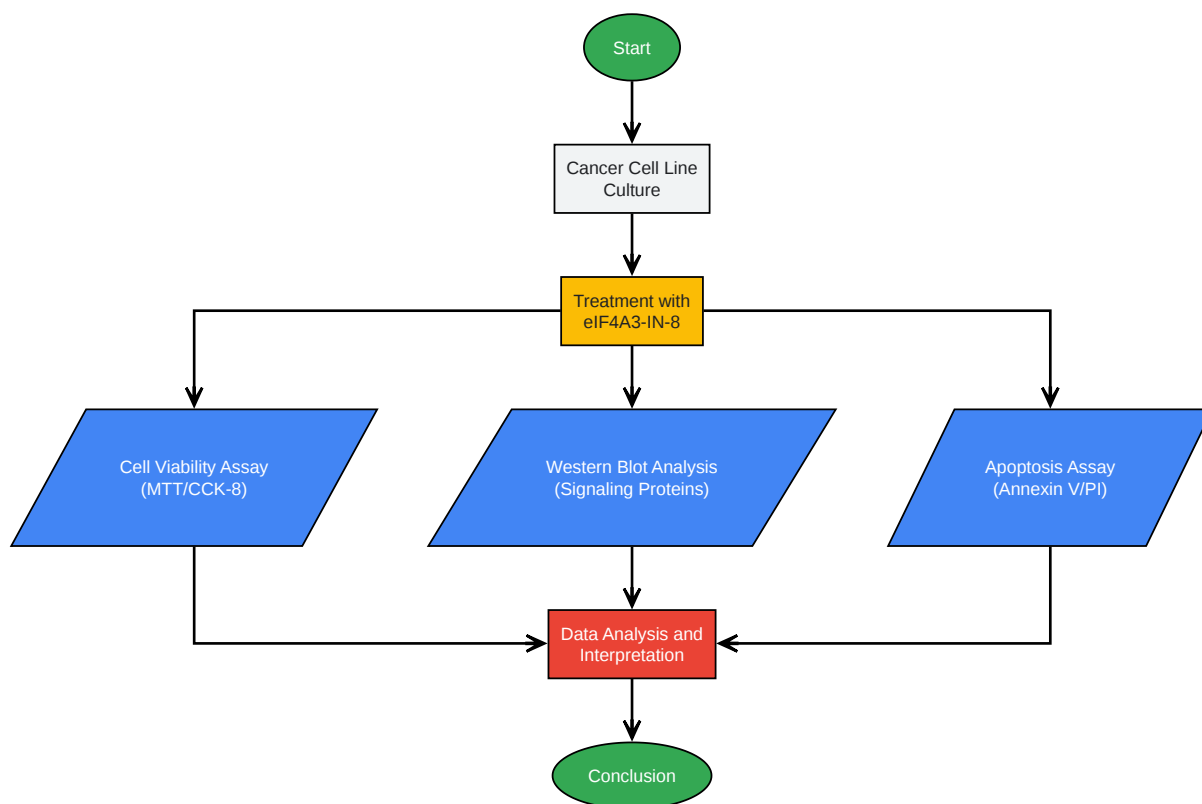 Start
Cancer Cell Line
Culture
Treatment with
eIF4A3-IN-8
Cell Viability Assay
(MTT/CCK-8)
Western Blot Analysis
(Signaling Proteins)
Apoptosis Assay
(Annexin V/PI)
Data Analysis and
Interpretation
Conclusion